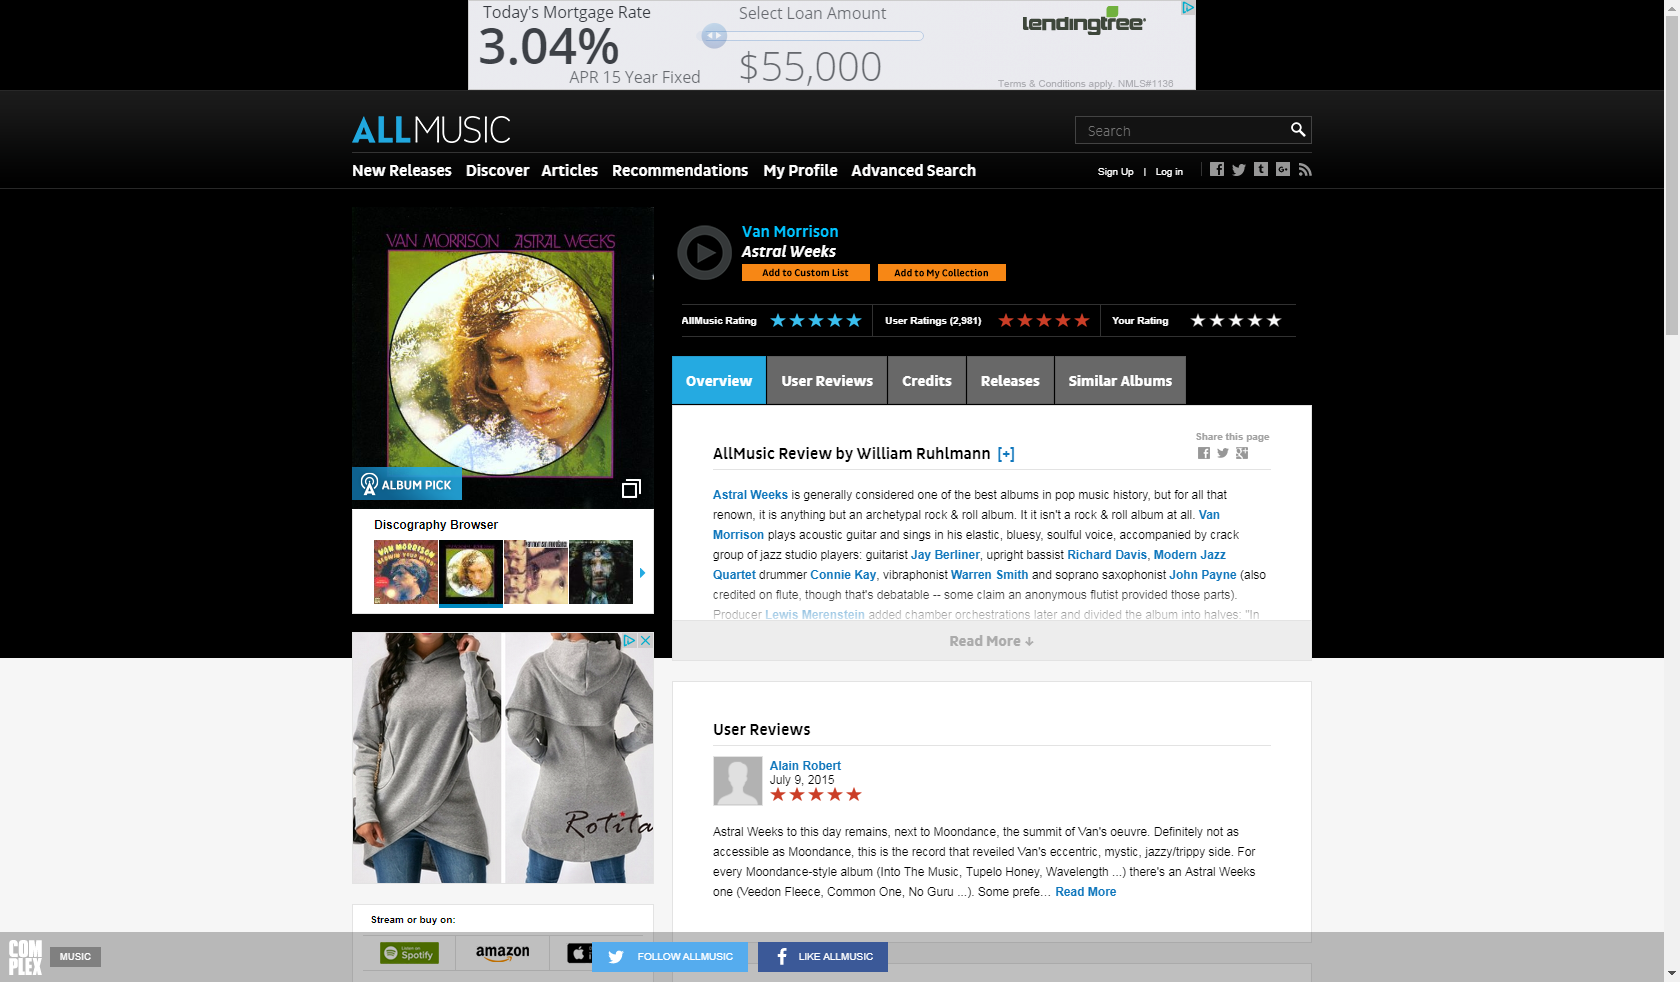 Today's Mortgage Rate
3.04%
APR 15 Year Fixed
Select Loan Amount
$55,000
lendingtree
Terms & Conditions apply. NMLS#1136
ALLMUSIC
Search
New Releases Discover Articles Recommendations My Profile Advanced Search
Sign Up | Log in
VAN MORRISON ASTRAL WEEKS
ALBUM PICK
Van Morrison
Astral Weeks
Add to Custom List
Add to My Collection
AllMusic Rating
User Ratings (2,981)
Your Rating
Overview
User Reviews
Credits
Releases
Similar Albums
Share this page
AllMusic Review by William Ruhlmann [+]
Astral Weeks is generally considered one of the best albums in pop music history, but for all that
renown, it is anything but an archetypal rock & roll album. It it isn't a rock & roll album at all. Van
Morrison plays acoustic guitar and sings in his elastic, bluesy, soulful voice, accompanied by crack
group of jazz studio players: guitarist Jay Berliner, upright bassist Richard Davis, Modern Jazz
Quartet drummer Connie Kay, vibraphonist Warren Smith and soprano saxophonist John Payne (also
credited on flute, though that's debatable -- some claim an anonymous flutist provided those parts).
Producer Lewis Merenstein added chamber orchestrations later and divided the album into halves: "In
Read More ↓
Discography Browser
VAN MORRISON
Rotita
User Reviews
Alain Robert
July 9, 2015
Astral Weeks to this day remains, next to Moondance, the summit of Van's oeuvre. Definitely not as
accessible as Moondance, this is the record that reveiled Van's eccentric, mystic, jazzy/trippy side. For
every Moondance-style album (Into The Music, Tupelo Honey, Wavelength ...) there's an Astral Weeks
one (Veedon Fleece, Common One, No Guru ...). Some prefe... Read More
Stream or buy on:
Listen on
Spotify
amazon
COMPLEX
MUSIC
FOLLOW ALLMUSIC
LIKE ALLMUSIC